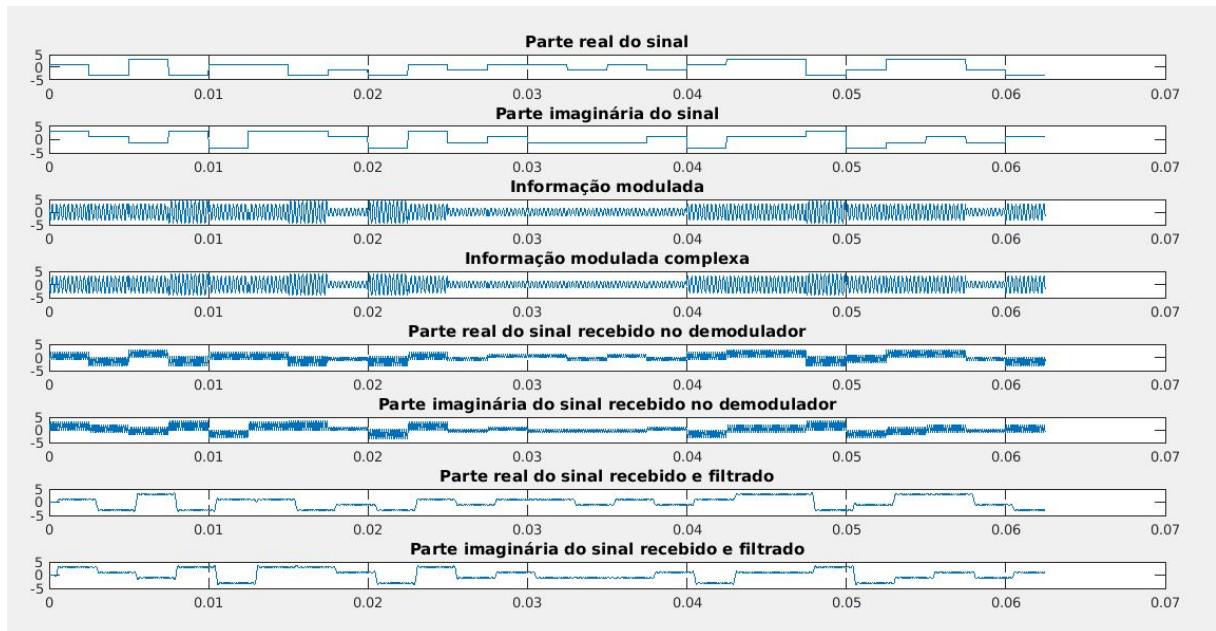 Parte real do sinal
5
0
-5
0 0.01 0.02 0.03 0.04 0.05 0.06 0.07
Parte imaginária do sinal
5
0
-5
0 0.01 0.02 0.03 0.04 0.05 0.06 0.07
Informação modulada
5
0
-5
0 0.01 0.02 0.03 0.04 0.05 0.06 0.07
Informação modulada complexa
5
0
-5
0 0.01 0.02 0.03 0.04 0.05 0.06 0.07
Parte real do sinal recebido no demodulador
5
0
-5
0 0.01 0.02 0.03 0.04 0.05 0.06 0.07
Parte imaginária do sinal recebido no demodulador
5
0
-5
0 0.01 0.02 0.03 0.04 0.05 0.06 0.07
Parte real do sinal recebido e filtrado
5
0
-5
0 0.01 0.02 0.03 0.04 0.05 0.06 0.07
Parte imaginária do sinal recebido e filtrado
5
0
-5
0 0.01 0.02 0.03 0.04 0.05 0.06 0.07